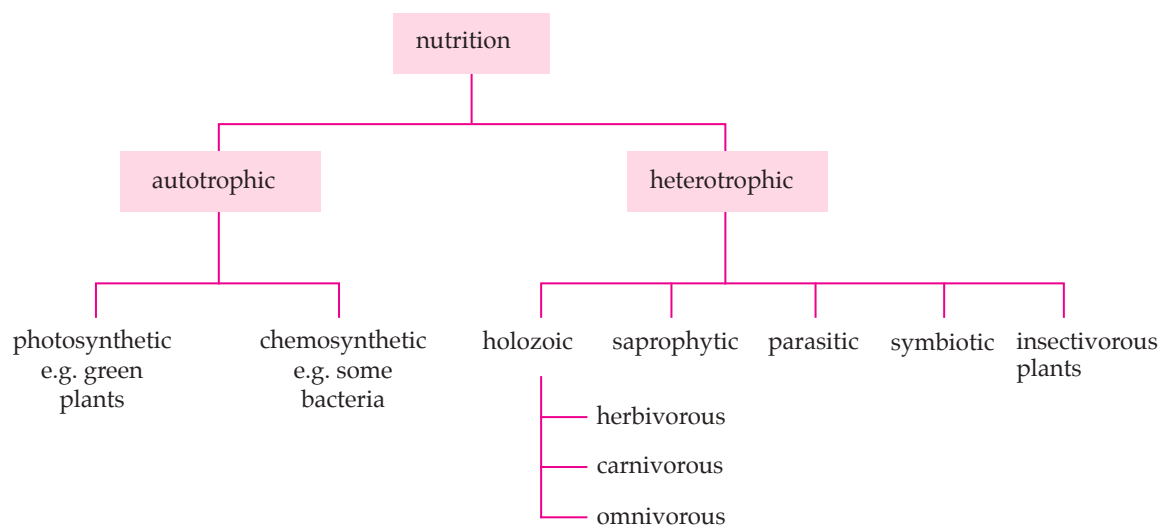 nutrition
autotrophic
heterotrophic
photosynthetic
e.g. green
plants
chemosynthetic
e.g. some
bacteria
holozoic
saprophytic
parasitic
symbiotic
insectivorous
plants
herbivorous
carnivorous
omnivorous